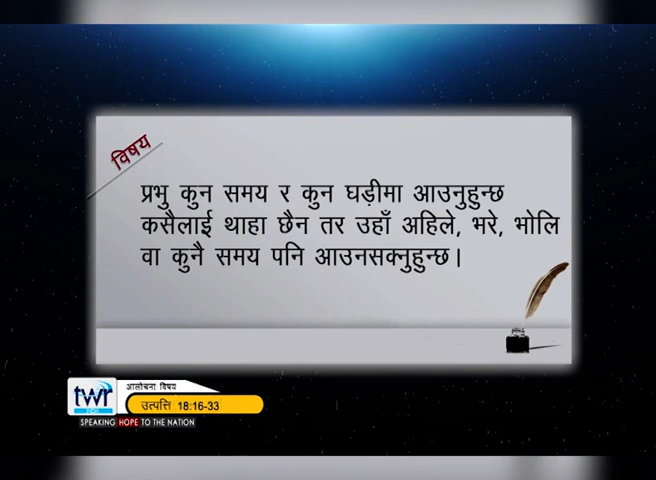 विषय
प्रभु कुन समय र कुन घड़ीमा आउनुहुन्छ
कसैलाई थाहा छैन तर उहाँ अहिले, भरे, भोलि
वा कुनै समय पनि आउनसक्नुहुन्छ।
twr
INDIA
आलोचना विषय
उत्पत्ति 18:16-33
SPEAKING HOPE TO THE NATION